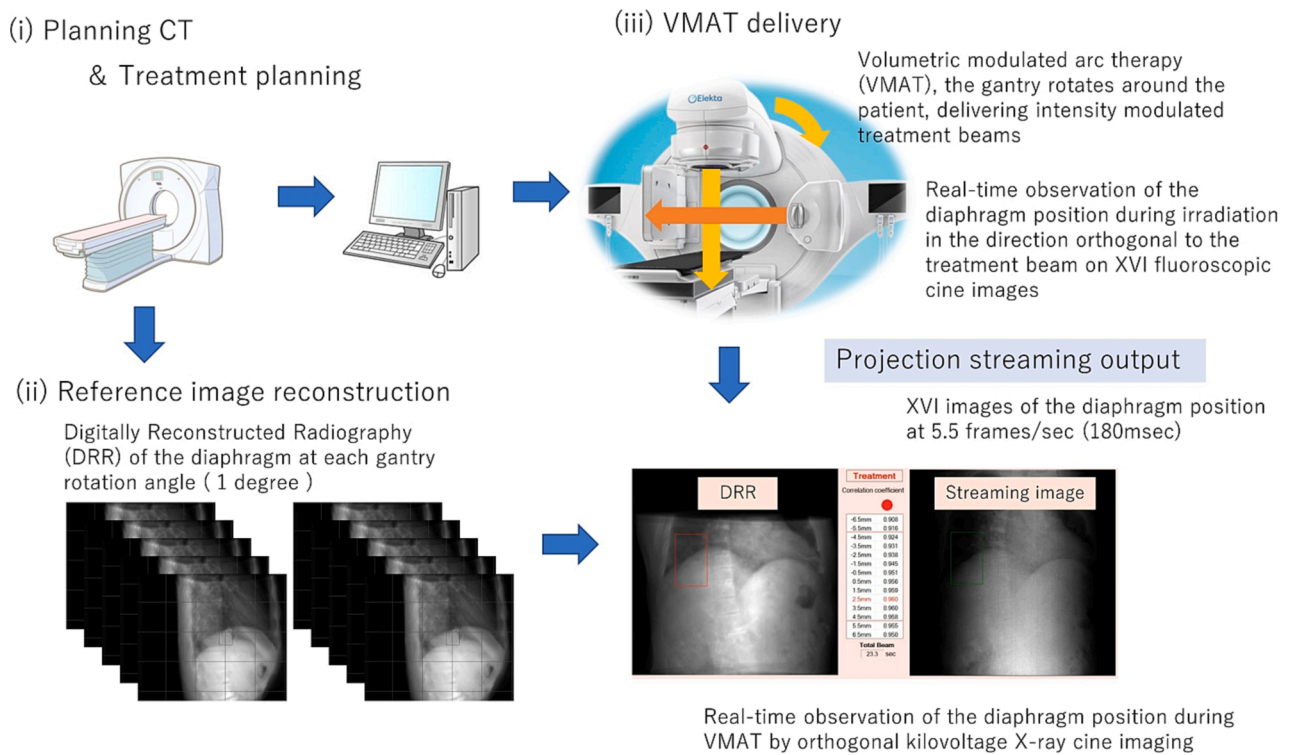 (i) Planning CT
& Treatment planning
(iii) VMAT delivery
Elekta
Volumetric modulated arc therapy
(VMAT), the gantry rotates around the
patient, delivering intensity modulated
treatment beams
Real-time observation of the
diaphragm position during irradiation
in the direction orthogonal to the
treatment beam on XVI fluoroscopic
cine images
(ii) Reference image reconstruction
Digitally Reconstructed Radiography
(DRR) of the diaphragm at each gantry
rotation angle ( 1 degree )
Projection streaming output
XVI images of the diaphragm position
at 5.5 frames/sec (180msec)
DRR
Treatment
Correlation coefficient
-6.5mm 0.908
-5.5mm 0.916
-4.5mm 0.924
-3.5mm 0.931
-2.5mm 0.938
-1.5mm 0.945
-0.5mm 0.951
0.5mm 0.956
1.5mm 0.959
2.5mm 0.960
3.5mm 0.960
4.5mm 0.958
5.5mm 0.955
6.5mm 0.950
Total Beam
23.3 sec
Streaming image
Real-time observation of the diaphragm position during
VMAT by orthogonal kilovoltage X-ray cine imaging